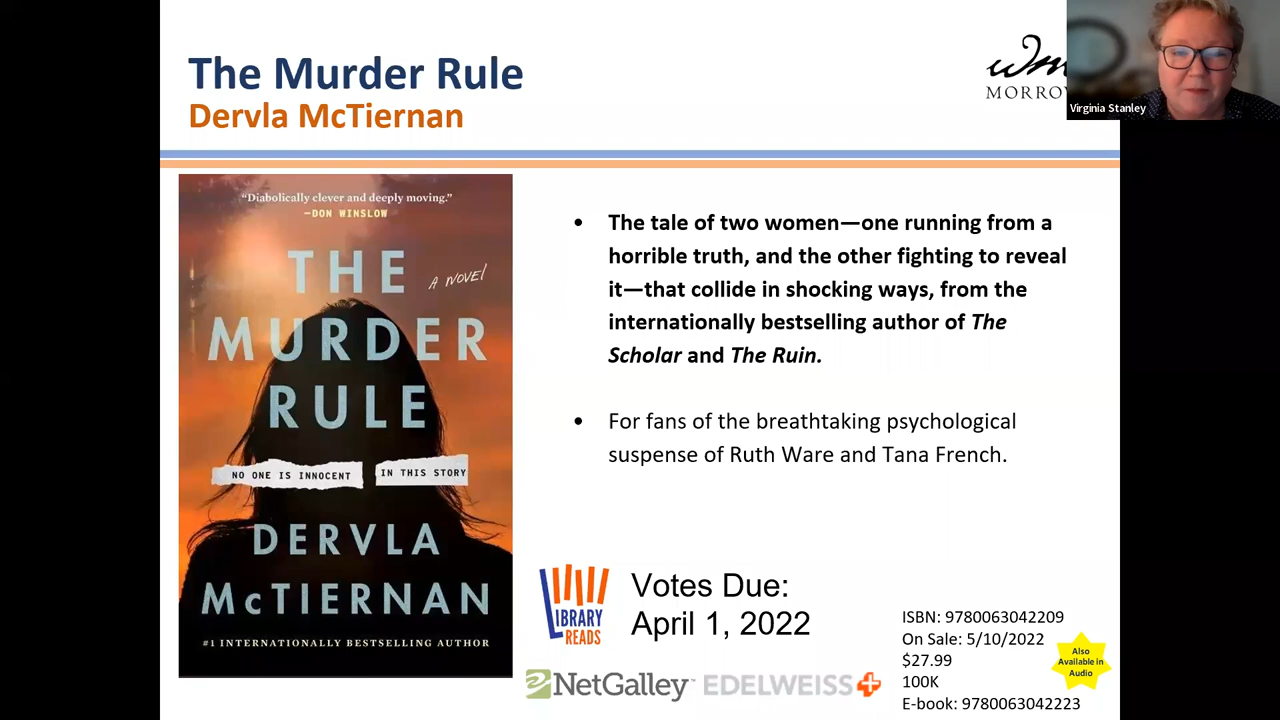 The Murder Rule
Dervla McTiernan
wm
MORRO
Virginia Stanley
“Diabolically clever and deeply moving.”
—DON WINSLOW
THE
A NOVEL
MURDER
RULE
NO ONE IS INNOCENT IN THIS STORY
DERVLA
McTIERNAN
#1 INTERNATIONALLY BESTSELLING AUTHOR
• The tale of two women—one running from a
horrible truth, and the other fighting to reveal
it—that collide in shocking ways, from the
internationally bestselling author of The
Scholar and The Ruin.
• For fans of the breathtaking psychological
suspense of Ruth Ware and Tana French.
LIBRARY
READS
Votes Due:
April 1, 2022
NetGalley™ EDELWEISS+
ISBN: 9780063042209
On Sale: 5/10/2022
$27.99
100K
E-book: 9780063042223
Also
Available in
Audio